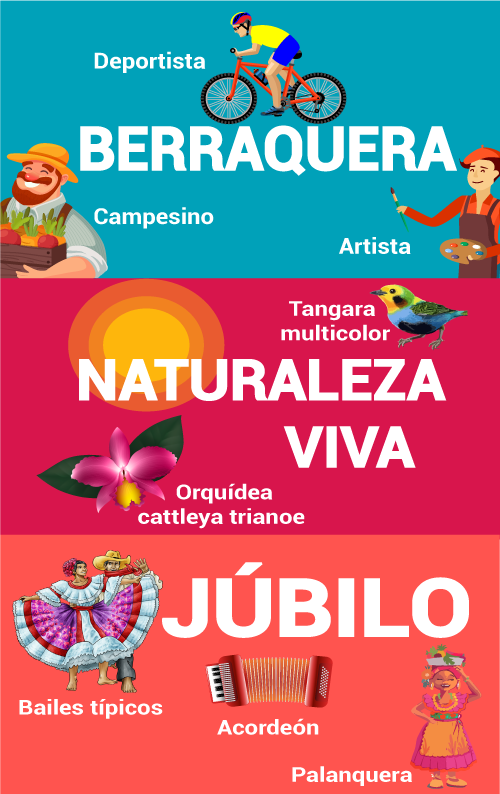 Deportista
BERRAQUERA
Campesino
Artista
Tangara
multicolor
NATURALEZA
VIVA
Orquídea
cattleya trianoe
JÚBILO
Bailes típicos
Acordeón
Palanquera